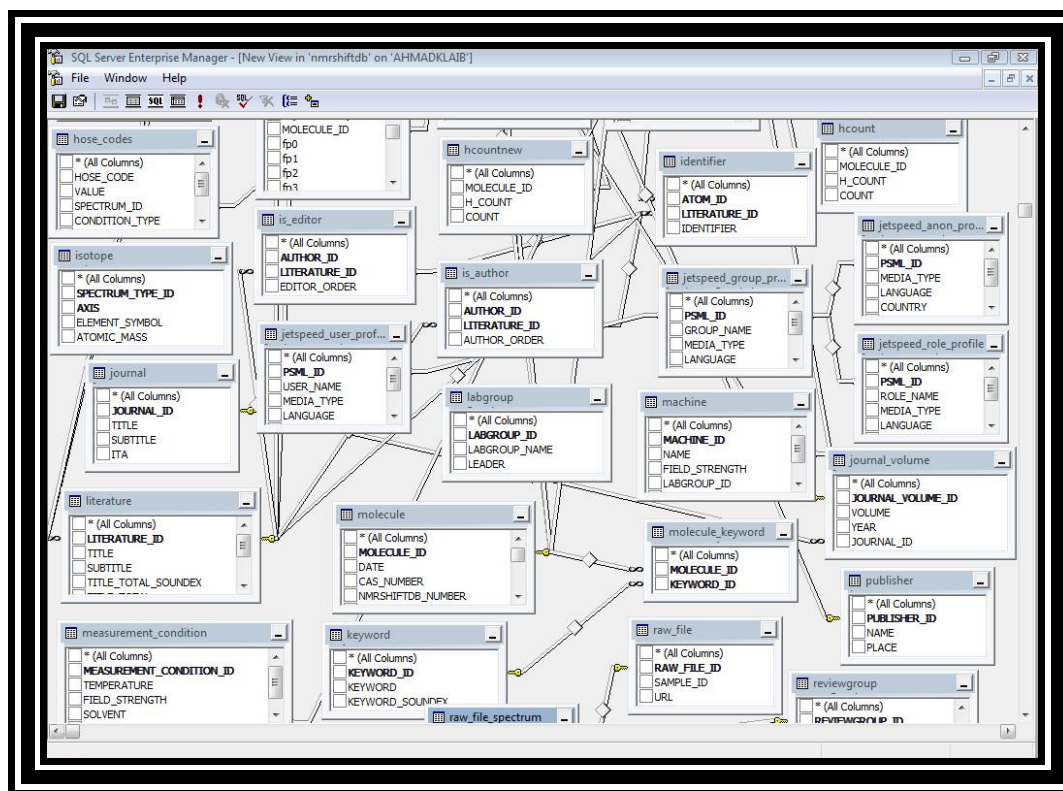 SQL Server Enterprise Manager - [New View in 'nmrshiftdb' on 'AHMADKLAIB']
File Window Help
SQL
hose_codes
* (All Columns)
HOSE_CODE
VALUE
SPECTRUM_ID
CONDITION_TYPE
MOLECULE_ID
fp0
fp1
fp2
fp3
hcountnew
* (All Columns)
MOLECULE_ID
H_COUNT
COUNT
identifier
* (All Columns)
ATOM_ID
LITERATURE_ID
IDENTIFIER
hcount
* (All Columns)
MOLECULE_ID
H_COUNT
COUNT
isotope
* (All Columns)
SPECTRUM_TYPE_ID
AXIS
ELEMENT_SYMBOL
ATOMIC_MASS
is_editor
* (All Columns)
AUTHOR_ID
LITERATURE_ID
EDITOR_ORDER
is_author
* (All Columns)
AUTHOR_ID
LITERATURE_ID
AUTHOR_ORDER
jetspeed_group_pr...
* (All Columns)
PSML_ID
GROUP_NAME
MEDIA_TYPE
LANGUAGE
jetspeed_anon_pro...
* (All Columns)
PSML_ID
MEDIA_TYPE
LANGUAGE
COUNTRY
jetspeed_user_prof...
* (All Columns)
PSML_ID
USER_NAME
MEDIA_TYPE
LANGUAGE
jetspeed_role_profile
* (All Columns)
PSML_ID
ROLE_NAME
MEDIA_TYPE
LANGUAGE
journal
* (All Columns)
JOURNAL_ID
TITLE
SUBTITLE
ITA
labgroup
* (All Columns)
LABGROUP_ID
LABGROUP_NAME
LEADER
machine
* (All Columns)
MACHINE_ID
NAME
FIELD_STRENGTH
LABGROUP_ID
journal_volume
* (All Columns)
JOURNAL_VOLUME_ID
VOLUME
YEAR
JOURNAL_ID
literature
* (All Columns)
LITERATURE_ID
TITLE
SUBTITLE
TITLE_TOTAL_SOUNDEX
molecule
* (All Columns)
MOLECULE_ID
DATE
CAS_NUMBER
NMRSHIFTDB_NUMBER
molecule_keyword
* (All Columns)
MOLECULE_ID
KEYWORD_ID
publisher
* (All Columns)
PUBLISHER_ID
NAME
PLACE
measurement_condition
* (All Columns)
MEASUREMENT_CONDITION_ID
TEMPERATURE
FIELD_STRENGTH
SOLVENT
keyword
* (All Columns)
KEYWORD_ID
KEYWORD
KEYWORD_SOUNDEX
raw_file
* (All Columns)
RAW_FILE_ID
SAMPLE_ID
URL
reviewgroup
* (All Columns)
REVIEWGROUP_ID
raw_file_spectrum